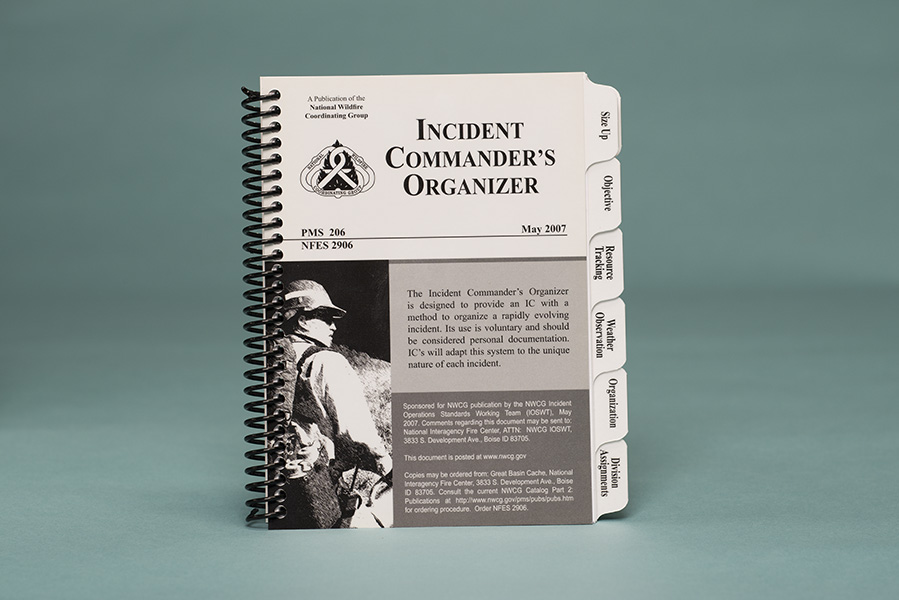 A Publication of the
National Wildfire
Coordinating Group
NATIONAL WILDFIRE
COORDINATING GROUP
INCIDENT
COMMANDER'S
ORGANIZER
PMS 206
May 2007
NFES 2906
The Incident Commander's Organizer
is designed to provide an IC with a
method to organize a rapidly evolving
incident. Its use is voluntary and should
be considered personal documentation.
IC's will adapt this system to the unique
nature of each incident.
Sponsored for NWCG publication by the NWCG Incident
Operations Standards Working Team (IOSWT), May
2007. Comments regarding this document may be sent to:
National Interagency Fire Center, ATTN: NWCG IOSWT,
3833 S. Development Ave., Boise ID 83705.
This document is posted at www.nwcg.gov
Copies may be ordered from: Great Basin Cache, National
Interagency Fire Center, 3833 S. Development Ave., Boise
ID 83705. Consult the current NWCG Catalog Part 2:
Publications at http://www.nwcg.gov/pms/pubs/pubs.htm
for ordering procedure. Order NFES 2906.
Size Up
Objective
Resource
Tracking
Weather
Observation
Organization
Division
Assignments